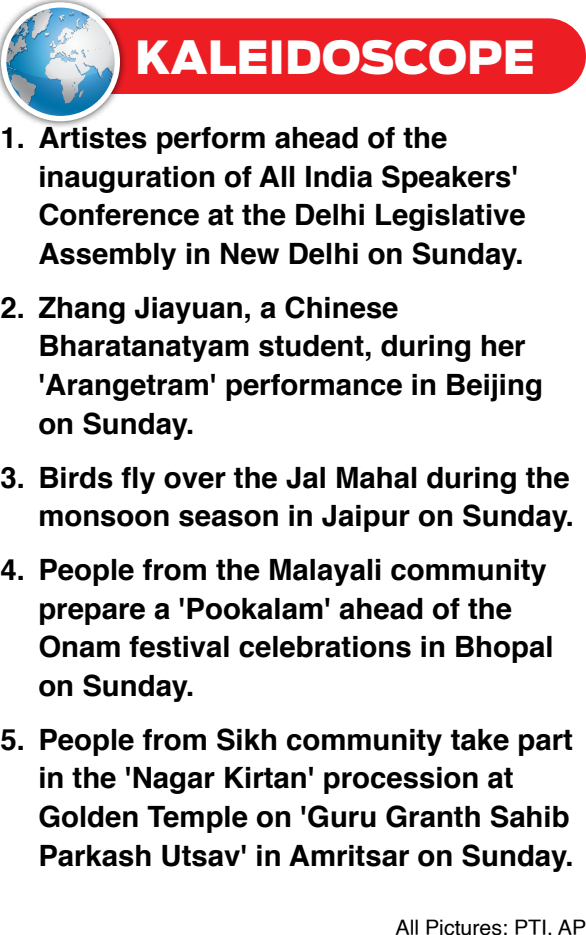 KALEIDOSCOPE
1. Artistes perform ahead of the
inauguration of All India Speakers'
Conference at the Delhi Legislative
Assembly in New Delhi on Sunday.
2. Zhang Jiayuan, a Chinese
Bharatanatyam student, during her
'Arangetram' performance in Beijing
on Sunday.
3. Birds fly over the Jal Mahal during the
monsoon season in Jaipur on Sunday.
4. People from the Malayali community
prepare a 'Pookalam' ahead of the
Onam festival celebrations in Bhopal
on Sunday.
5. People from Sikh community take part
in the 'Nagar Kirtan' procession at
Golden Temple on 'Guru Granth Sahib
Parkash Utsav' in Amritsar on Sunday.
All Pictures: PTI. AP